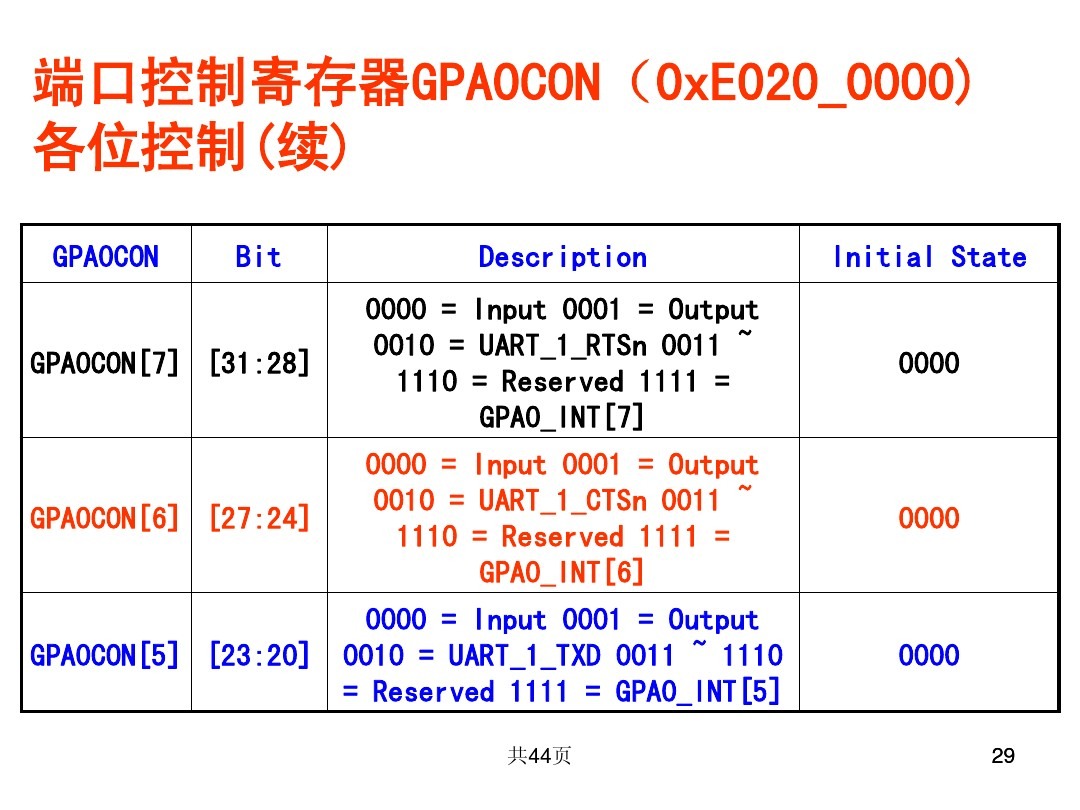 端口控制寄存器GPA0CON（0xE020_0000)
各位控制(续)
GPA0CON Bit Description Initial State
GPA0CON[7] [31:28] 0000 = Input 0001 = Output
0010 = UART_1_RTSn 0011 ~
1110 = Reserved 1111 =
GPA0_INT[7] 0000
GPA0CON[6] [27:24] 0000 = Input 0001 = Output
0010 = UART_1_CTSn 0011 ~
1110 = Reserved 1111 =
GPA0_INT[6] 0000
GPA0CON[5] [23:20] 0000 = Input 0001 = Output
0010 = UART_1_TXD 0011 ~ 1110
= Reserved 1111 = GPA0_INT[5] 0000
共44页 29